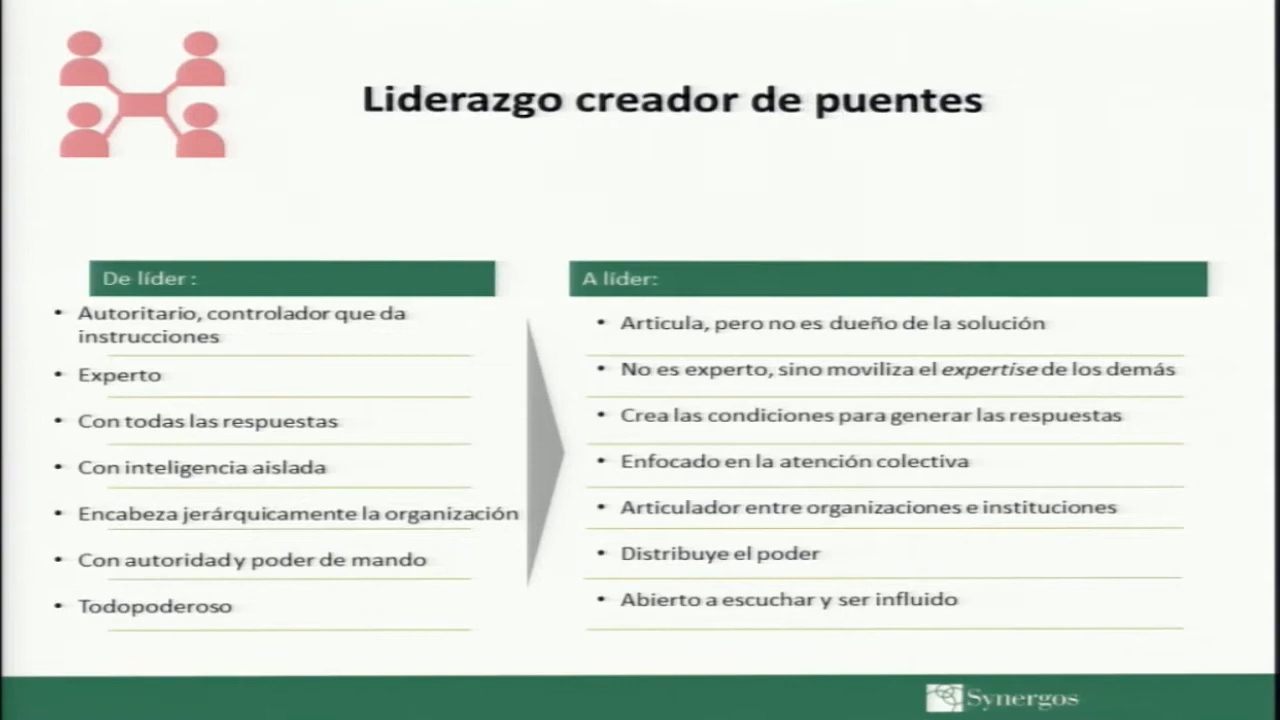 Liderazgo creador de puentes
De líder :
• Autoritario, controlador que da
instrucciones
• Experto
• Con todas las respuestas
• Con inteligencia aislada
• Encabeza jerárquicamente la organización
• Con autoridad y poder de mando
• Todopoderoso
A líder:
• Articula, pero no es dueño de la solución
• No es experto, sino moviliza el expertise de los demás
• Crea las condiciones para generar las respuestas
• Enfocado en la atención colectiva
• Articulador entre organizaciones e instituciones
• Distribuye el poder
• Abierto a escuchar y ser influido
Synergos